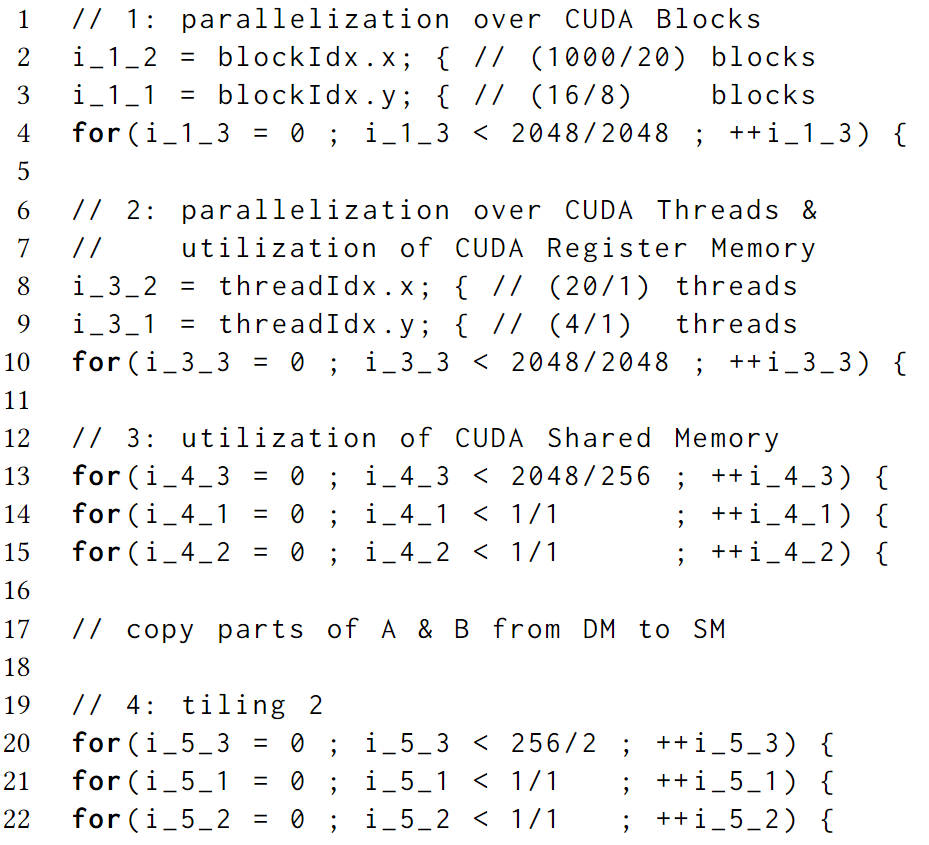 1 // 1: parallelization over CUDA Blocks
2 i_1_2 = blockIdx.x; { // (1000/20) blocks
3 i_1_1 = blockIdx.y; { // (16/8)    blocks
4 for(i_1_3 = 0 ; i_1_3 < 2048/2048 ; ++i_1_3) {
5
6 // 2: parallelization over CUDA Threads &
7 //    utilization of CUDA Register Memory
8 i_3_2 = threadIdx.x; { // (20/1) threads
9 i_3_1 = threadIdx.y; { // (4/1)  threads
10 for(i_3_3 = 0 ; i_3_3 < 2048/2048 ; ++i_3_3) {
11
12 // 3: utilization of CUDA Shared Memory
13 for(i_4_3 = 0 ; i_4_3 < 2048/256 ; ++i_4_3) {
14 for(i_4_1 = 0 ; i_4_1 < 1/1      ; ++i_4_1) {
15 for(i_4_2 = 0 ; i_4_2 < 1/1      ; ++i_4_2) {
16
17 // copy parts of A & B from DM to SM
18
19 // 4: tiling 2
20 for(i_5_3 = 0 ; i_5_3 < 256/2 ; ++i_5_3) {
21 for(i_5_1 = 0 ; i_5_1 < 1/1   ; ++i_5_1) {
22 for(i_5_2 = 0 ; i_5_2 < 1/1   ; ++i_5_2) {